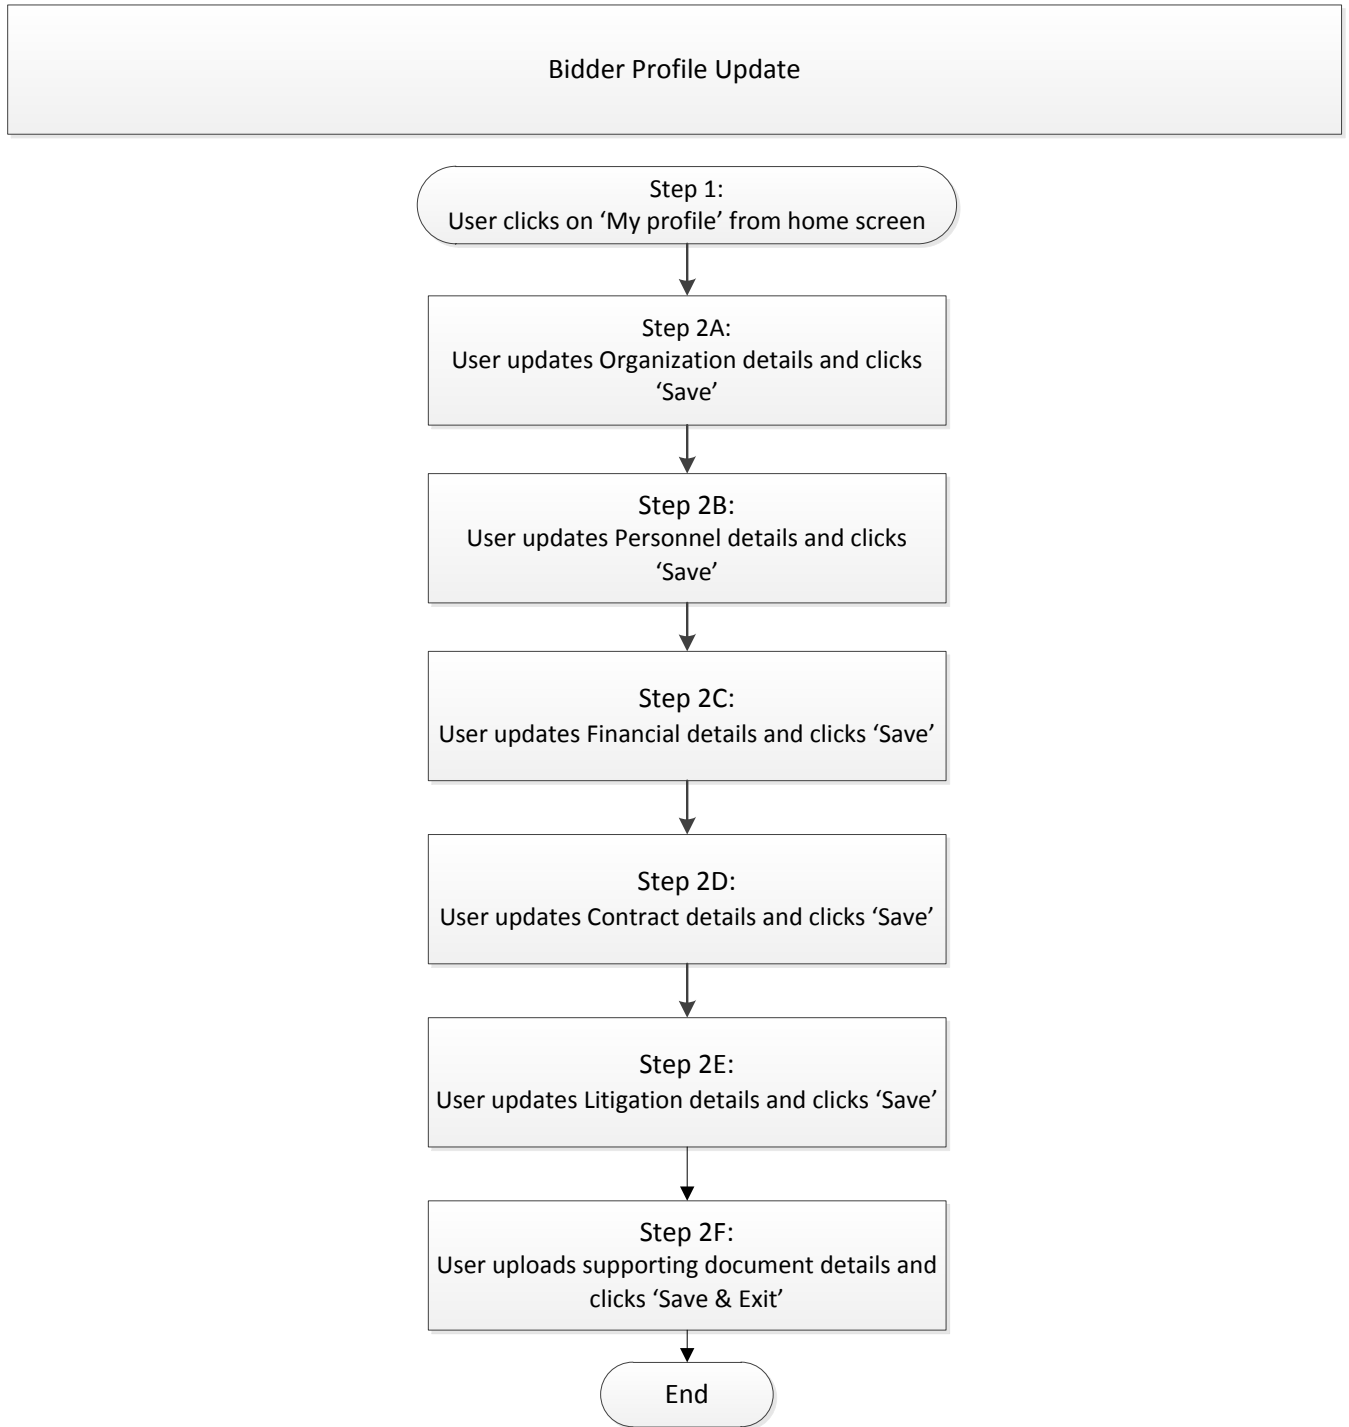 Bidder Profile Update
Step 1:
User clicks on ‘My profile’ from home screen
Step 2A:
User updates Organization details and clicks
‘Save’
Step 2B:
User updates Personnel details and clicks
‘Save’
Step 2C:
User updates Financial details and clicks ‘Save’
Step 2D:
User updates Contract details and clicks ‘Save’
Step 2E:
User updates Litigation details and clicks ‘Save’
Step 2F:
User uploads supporting document details and
clicks ‘Save & Exit’
End